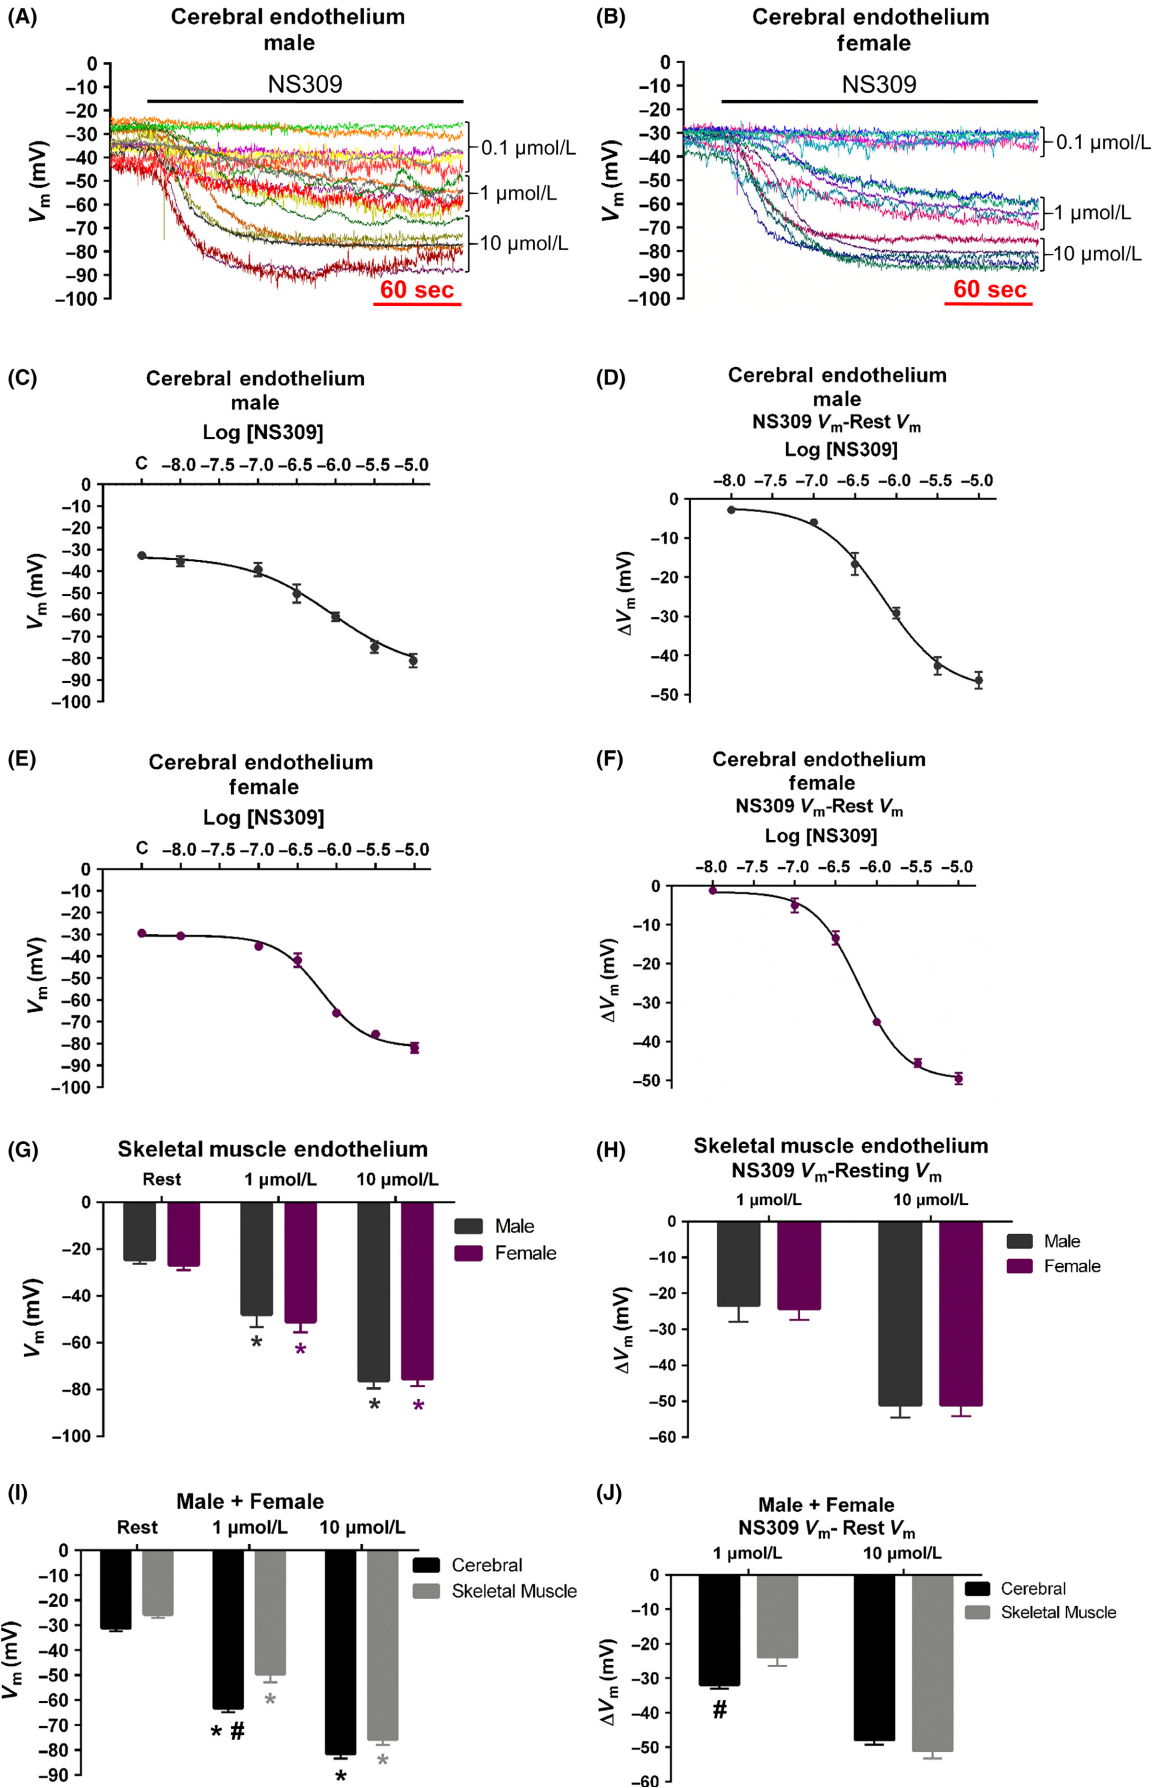 (A)
Cerebral endothelium
male
NS309
0
–10
–20
–30
–40
–50
–60
–70
–80
–90
–100
Vm (mV)
0.1 µmol/L
1 µmol/L
10 µmol/L
60 sec
(B)
Cerebral endothelium
female
NS309
0
–10
–20
–30
–40
–50
–60
–70
–80
–90
–100
Vm (mV)
0.1 µmol/L
1 µmol/L
10 µmol/L
60 sec
(C)
Cerebral endothelium
male
Log [NS309]
C –8.0 –7.5 –7.0 –6.5 –6.0 –5.5 –5.0
0
–10
–20
–30
–40
–50
–60
–70
–80
–90
–100
Vm (mV)
(D)
Cerebral endothelium
male
NS309 Vm-Rest Vm
Log [NS309]
–8.0 –7.5 –7.0 –6.5 –6.0 –5.5 –5.0
0
–10
–20
–30
–40
–50
ΔVm (mV)
(E)
Cerebral endothelium
female
Log [NS309]
C –8.0 –7.5 –7.0 –6.5 –6.0 –5.5 –5.0
0
–10
–20
–30
–40
–50
–60
–70
–80
–90
–100
Vm (mV)
(F)
Cerebral endothelium
female
NS309 Vm-Rest Vm
Log [NS309]
–8.0 –7.5 –7.0 –6.5 –6.0 –5.5 –5.0
0
–10
–20
–30
–40
–50
ΔVm (mV)
(G)
Skeletal muscle endothelium
Rest 1 µmol/L 10 µmol/L
0
–20
–40
–60
–80
–100
Vm (mV)
Male
Female
* *
* *
(H)
Skeletal muscle endothelium
NS309 Vm-Resting Vm
1 µmol/L 10 µmol/L
0
–10
–20
–30
–40
–50
–60
ΔVm (mV)
Male
Female
(I)
Male + Female
Rest 1 µmol/L 10 µmol/L
0
–10
–20
–30
–40
–50
–60
–70
–80
–90
Vm (mV)
Cerebral
Skeletal Muscle
* # *
* *
(J)
Male + Female
NS309 Vm- Rest Vm
1 µmol/L 10 µmol/L
0
–10
–20
–30
–40
–50
–60
ΔVm (mV)
Cerebral
Skeletal Muscle
#